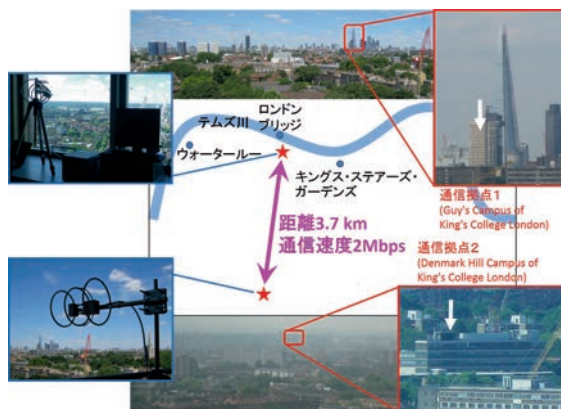 ロンドン
ブリッジ
テムズ川
ウォータールー
キングス・ステアーズ・
ガーデンズ
距離3.7 km
通信速度2Mbps
通信拠点1
(Guy's Campus of
King's College London)
通信拠点2
(Denmark Hill Campus of
King's College London)